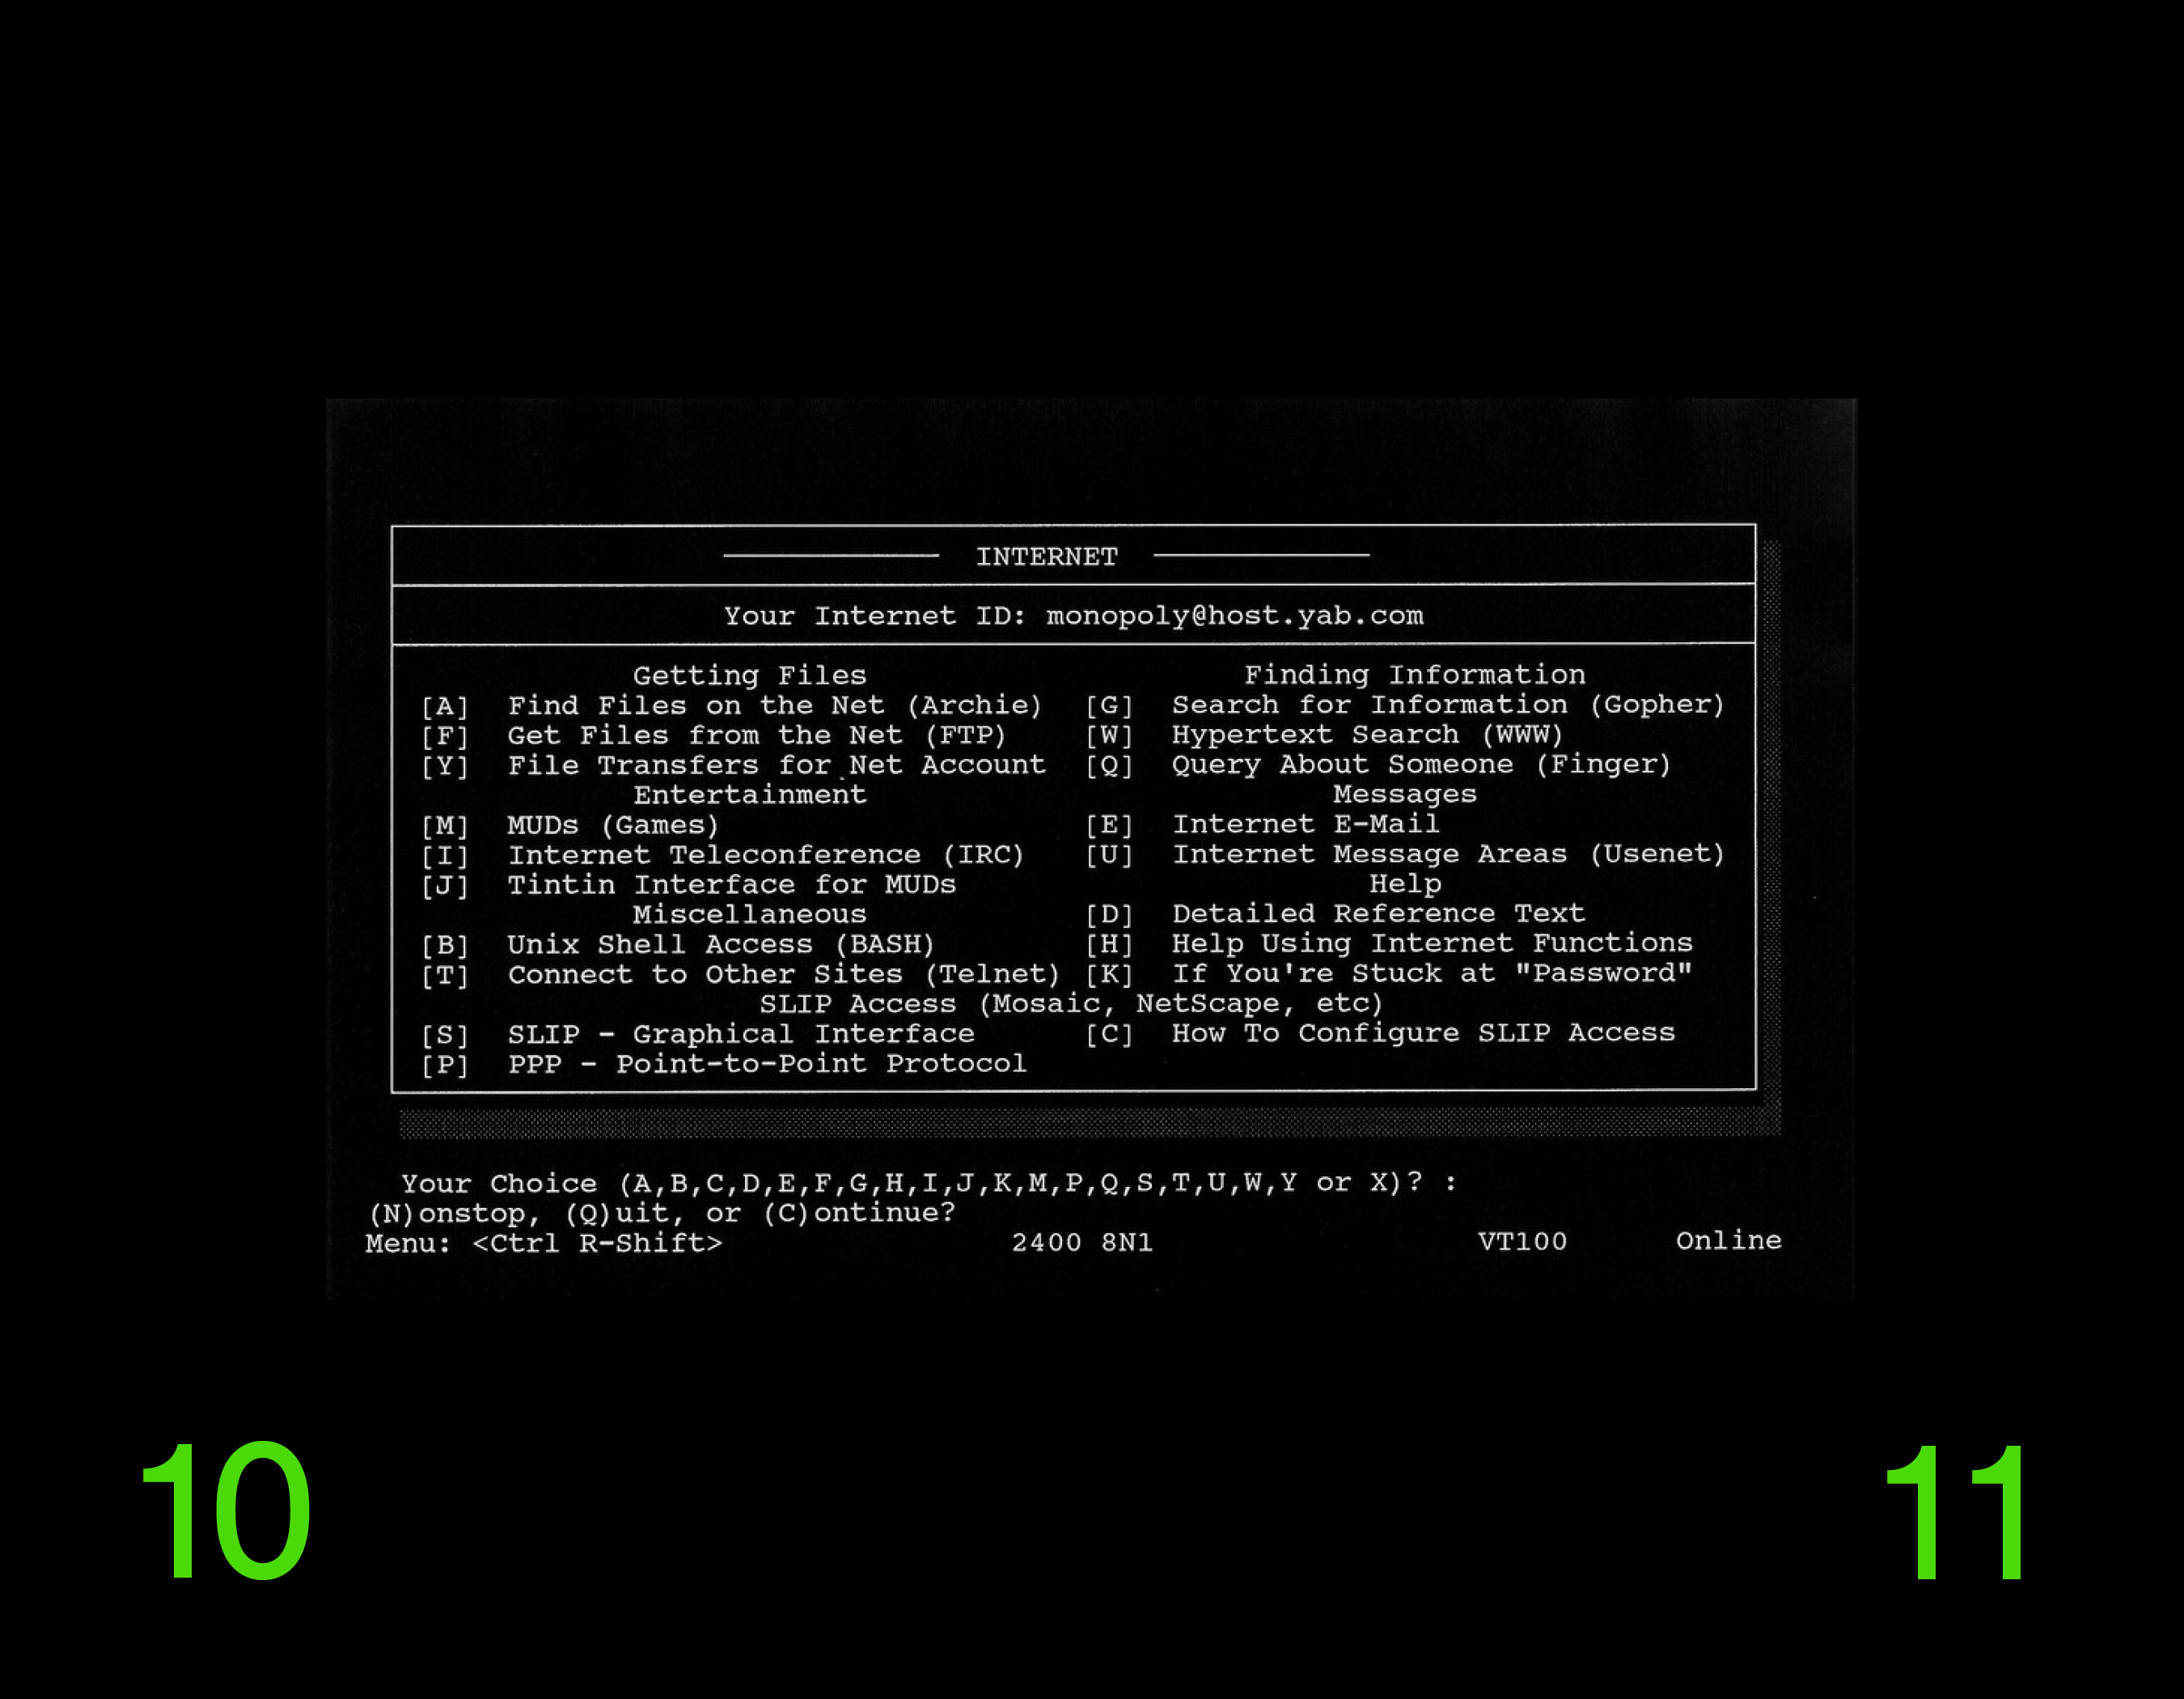 INTERNET
Your Internet ID: monopoly@host.yab.com
Getting Files Finding Information
[A] Find Files on the Net (Archie) [G] Search for Information (Gopher)
[F] Get Files from the Net (FTP) [W] Hypertext Search (WWW)
[Y] File Transfers for Net Account [Q] Query About Someone (Finger)
Entertainment Messages
[M] MUDs (Games) [E] Internet E-Mail
[I] Internet Teleconference (IRC) [U] Internet Message Areas (Usenet)
[J] Tintin Interface for MUDs Help
Miscellaneous [D] Detailed Reference Text
[B] Unix Shell Access (BASH) [H] Help Using Internet Functions
[T] Connect to Other Sites (Telnet) [K] If You're Stuck at "Password"
SLIP Access (Mosaic, NetScape, etc)
[S] SLIP - Graphical Interface [C] How To Configure SLIP Access
[P] PPP - Point-to-Point Protocol
Your Choice (A,B,C,D,E,F,G,H,I,J,K,M,P,Q,S,T,U,W,Y or X)? :
(N)onstop, (Q)uit, or (C)ontinue?
Menu: <Ctrl R-Shift> 2400 8N1 VT100 Online
10 11